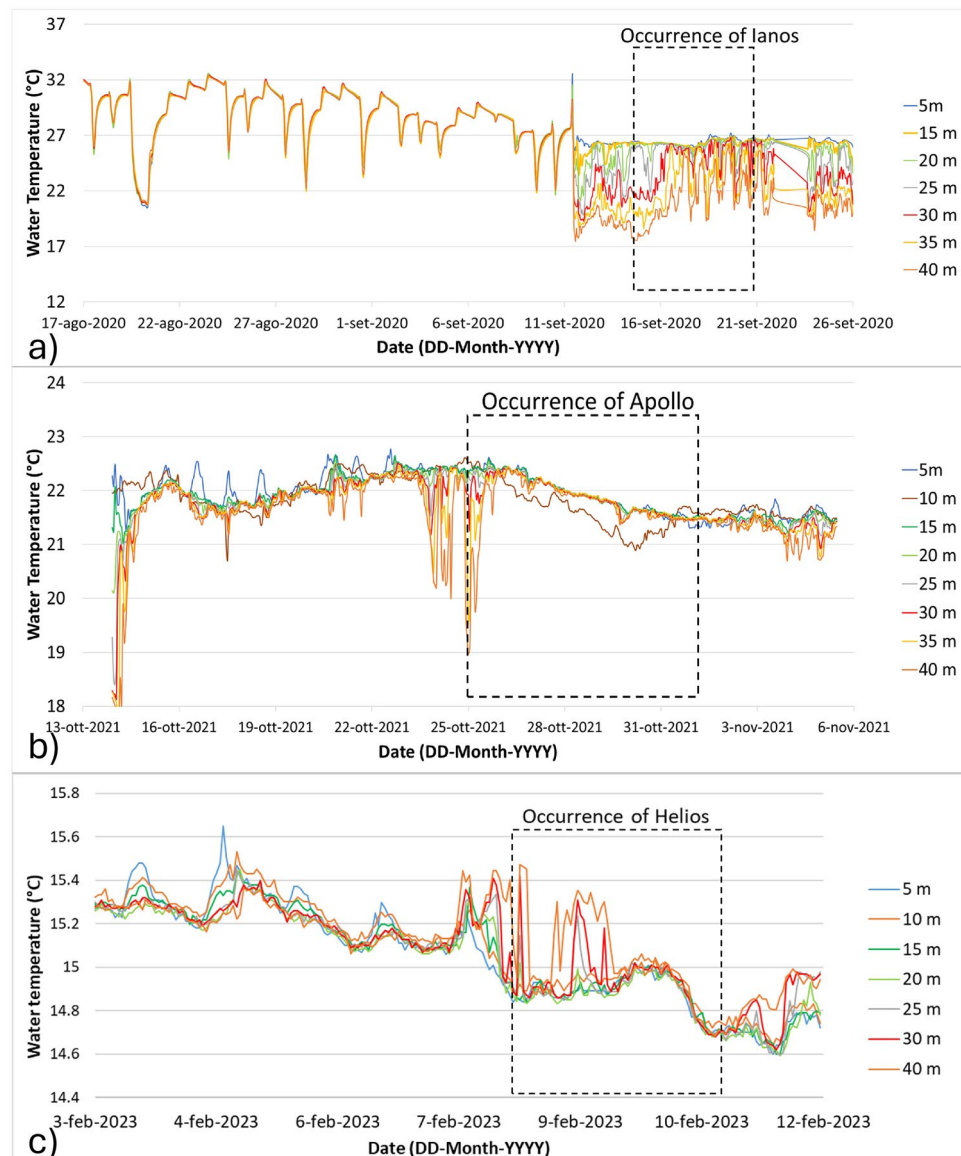 37
32
27
22
17
12
Water Temperature (°C)
Occurrence of Ianos
5m
15 m
20 m
25 m
30 m
35 m
40 m
17-ago-2020 22-ago-2020 27-ago-2020 1-set-2020 6-set-2020 11-set-2020 16-set-2020 21-set-2020 26-set-2020
Date (DD-Month-YYYY)
a)
24
23
22
21
20
19
18
Water Temperature (°C)
Occurrence of Apollo
5m
10 m
15 m
20 m
25 m
30 m
35 m
40 m
13-ott-2021 16-ott-2021 19-ott-2021 22-ott-2021 25-ott-2021 28-ott-2021 31-ott-2021 3-nov-2021 6-nov-2021
Date (DD-Month-YYYY)
b)
15.8
15.6
15.4
15.2
15
14.8
14.6
14.4
Water temperature (°C)
Occurrence of Helios
5 m
10 m
15 m
20 m
25 m
30 m
40 m
3-feb-2023 4-feb-2023 6-feb-2023 7-feb-2023 9-feb-2023 10-feb-2023 12-feb-2023
Date (DD-Month-YYYY)
c)